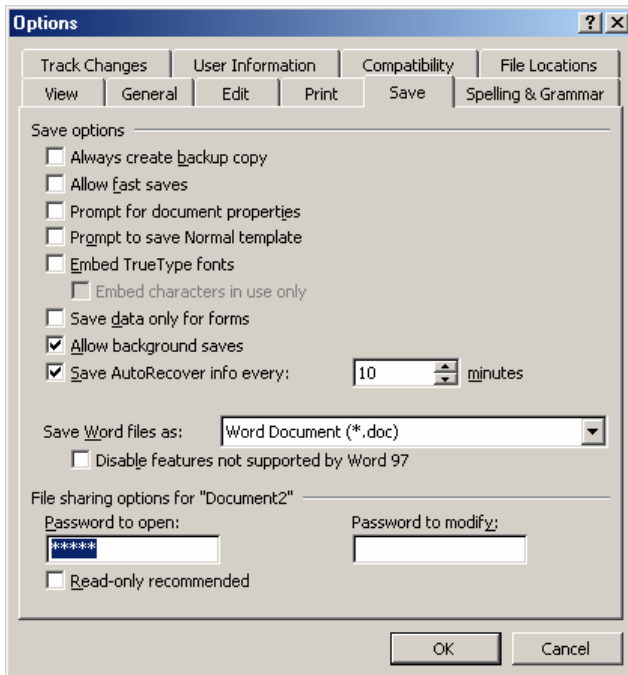 Options
Track Changes User Information Compatibility File Locations
View General Edit Print Save Spelling & Grammar
Save options
Always create backup copy
Allow fast saves
Prompt for document properties
Prompt to save Normal template
Embed TrueType fonts
Embed characters in use only
Save data only for forms
Allow background saves
Save AutoRecover info every: 10 minutes
Save Word files as: Word Document (*.doc)
Disable features not supported by Word 97
File sharing options for "Document2"
Password to open: Password to modify:
*****
Read-only recommended
OK Cancel